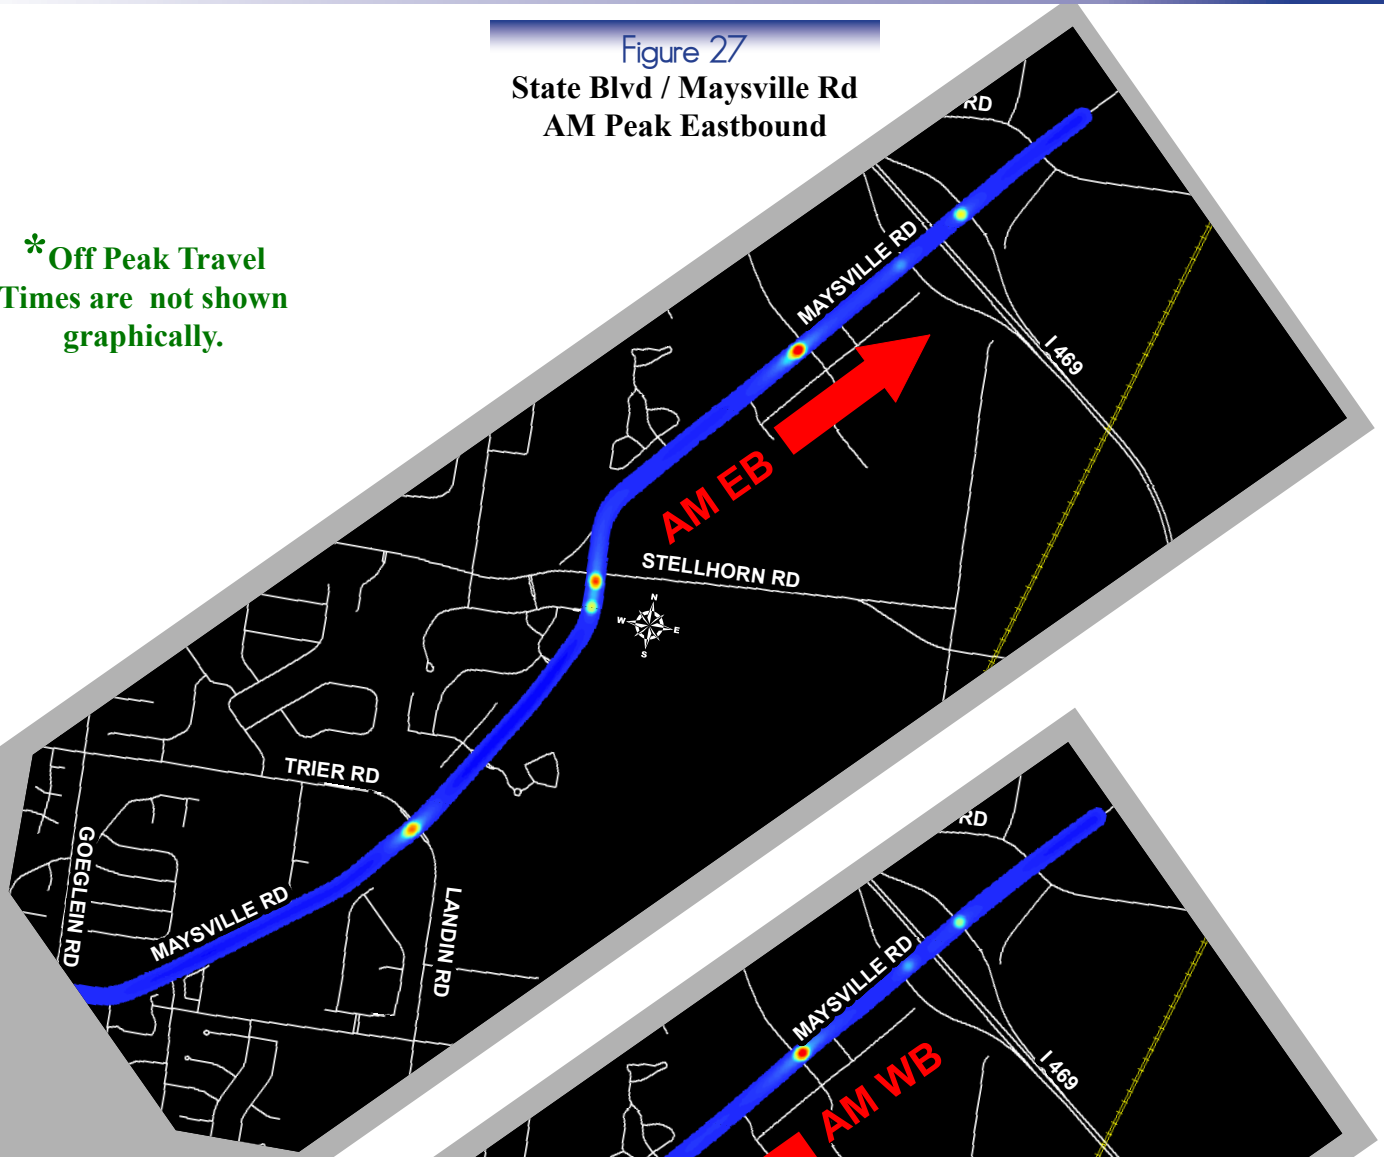 Figure 27
State Blvd / Maysville Rd
AM Peak Eastbound
*Off Peak Travel
Times are not shown
graphically.
RD
MAYSVILLE RD
I 469
AM EB
STELLHORN RD
N
W
E
S
TRIER RD
GOEGLEIN RD
MAYSVILLE RD
LANDIN RD
RD
MAYSVILLE RD
I 469
AM WB